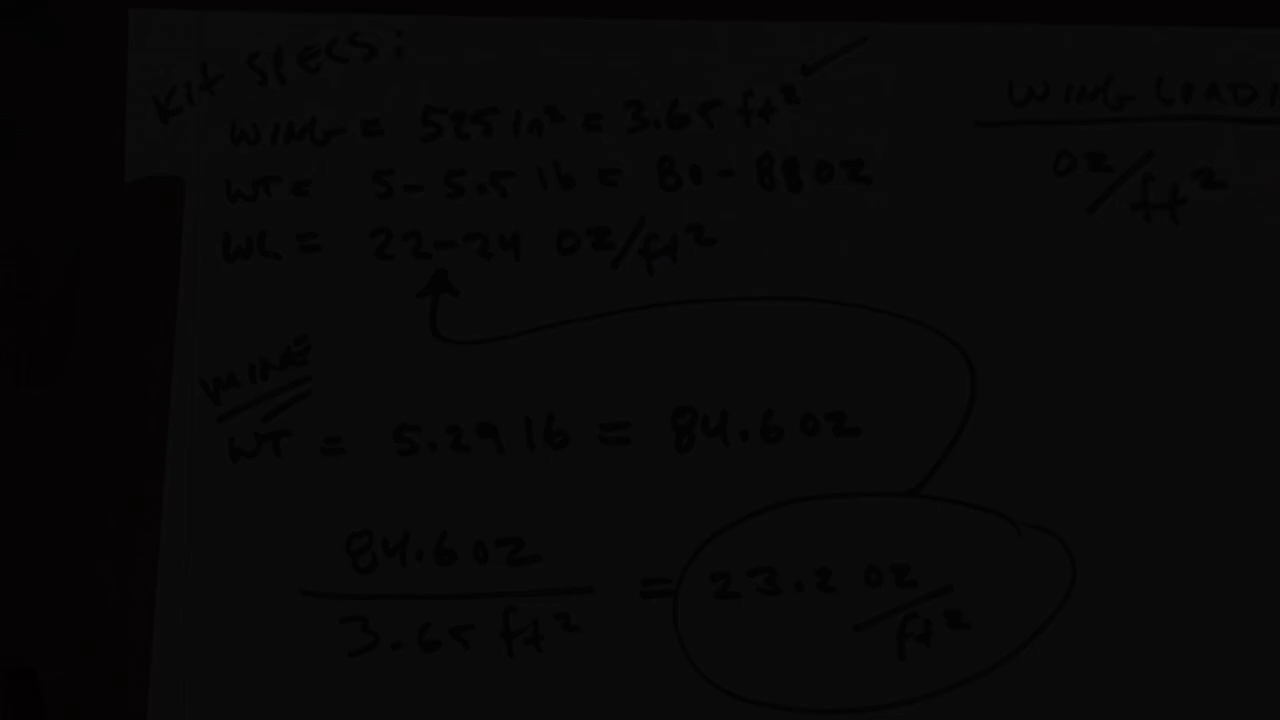 KIT SPECS:
WING = 525 in² = 3.65 ft²
WT = 5 - 5.5 lb = 80 - 88 oz
WL = 22-24 oz/ft²
WING LOAD
oz/ft²
MINE
WT = 5.29 lb = 84.6 oz
84.6 oz
3.65 ft²
= 23.2 oz/ft²